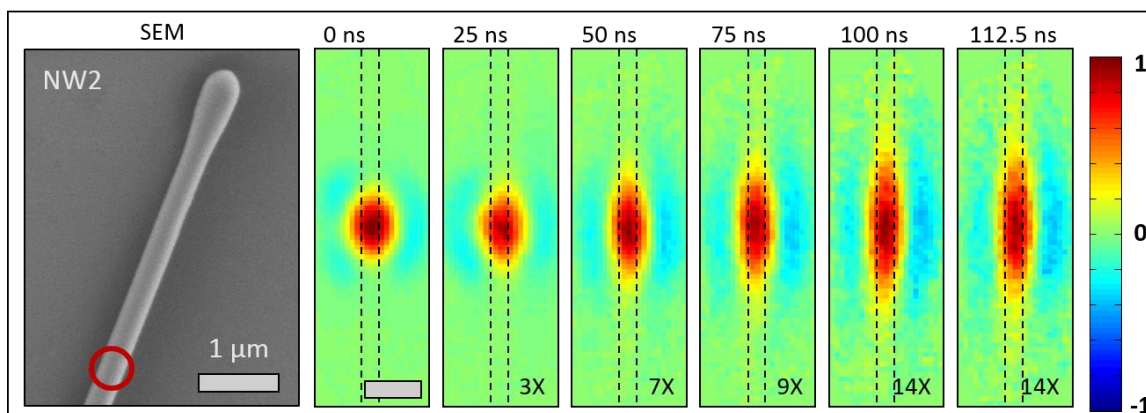 SEM
0 ns
25 ns
50 ns
75 ns
100 ns
112.5 ns
NW2
1 μm
3X
7X
9X
14X
14X
1
0
-1